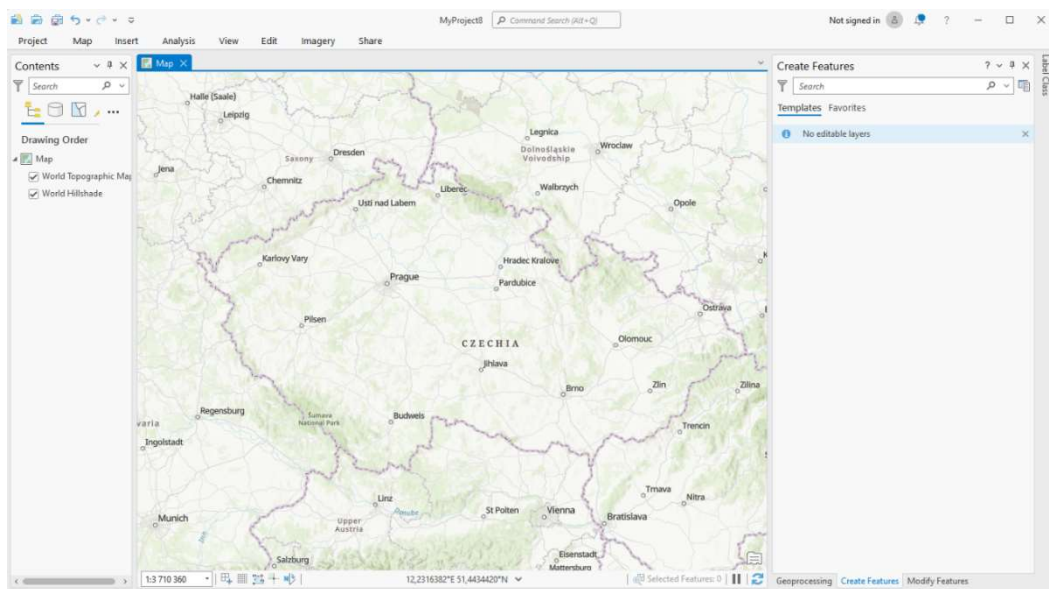 MyProject8
Command Search (Alt+Q)
Not signed in
?
Project Map Insert Analysis View Edit Imagery Share
Contents
Search
Drawing Order
Map
World Topographic Map
World Hillshade
Map
Halle (Saale)
Leipzig
Legnica
Dolnośląskie
Voivodship
Wroclaw
Saxony
Dresden
Jena
Chemnitz
Liberec
Walbrzych
Usti nad Labem
Opole
Karlovy Vary
Hradec Kralove
Prague
Pardubice
Ostrava
Pilsen
CZECHIA
Olomouc
Jihlava
Brno
Zlin
Zilina
Regensburg
Sumava
National Park
Budweis
varia
Trencin
Ingolstadt
Linz
Danube
Trnava
Nitra
Munich
Upper
Austria
St Polten
Vienna
Bratislava
Salzburg
Eisenstadt
Mattersburg
1:3 710 360
12,2316382°E 51,4434420°N
Selected Features: 0
Create Features
?
Search
Templates Favorites
No editable layers
Geoprocessing Create Features Modify Features
Label Class